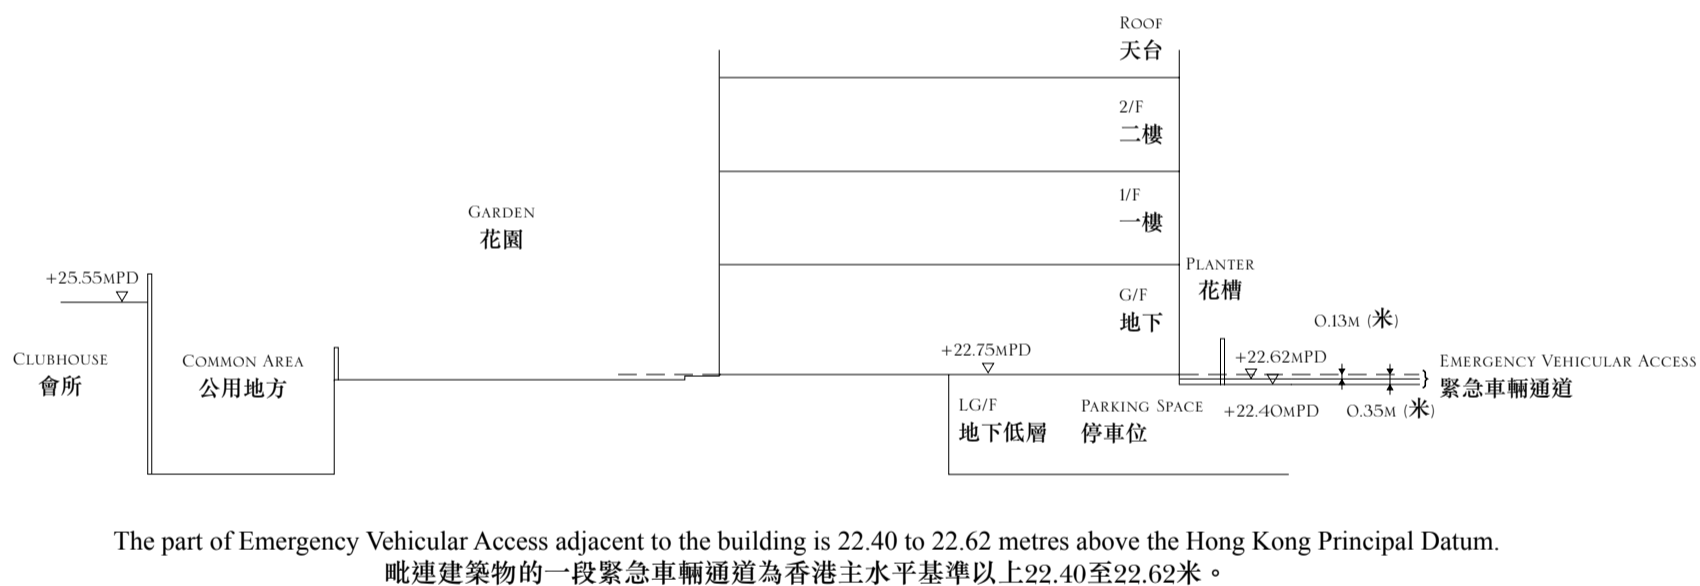 ROOF
天台
2/F
二樓
1/F
一樓
GARDEN
花園
+25.55MPD
PLANTER
花槽
G/F
地下
0.13M (米)
CLUBHOUSE
會所
COMMON AREA
公用地方
+22.75MPD
+22.62MPD
EMERGENCY VEHICULAR ACCESS
緊急車輛通道
LG/F
地下低層
PARKING SPACE
停車位
+22.40MPD
0.35M (米)
The part of Emergency Vehicular Access adjacent to the building is 22.40 to 22.62 metres above the Hong Kong Principal Datum.
毗連建築物的一段緊急車輛通道為香港主水平基準以上22.40至22.62米。